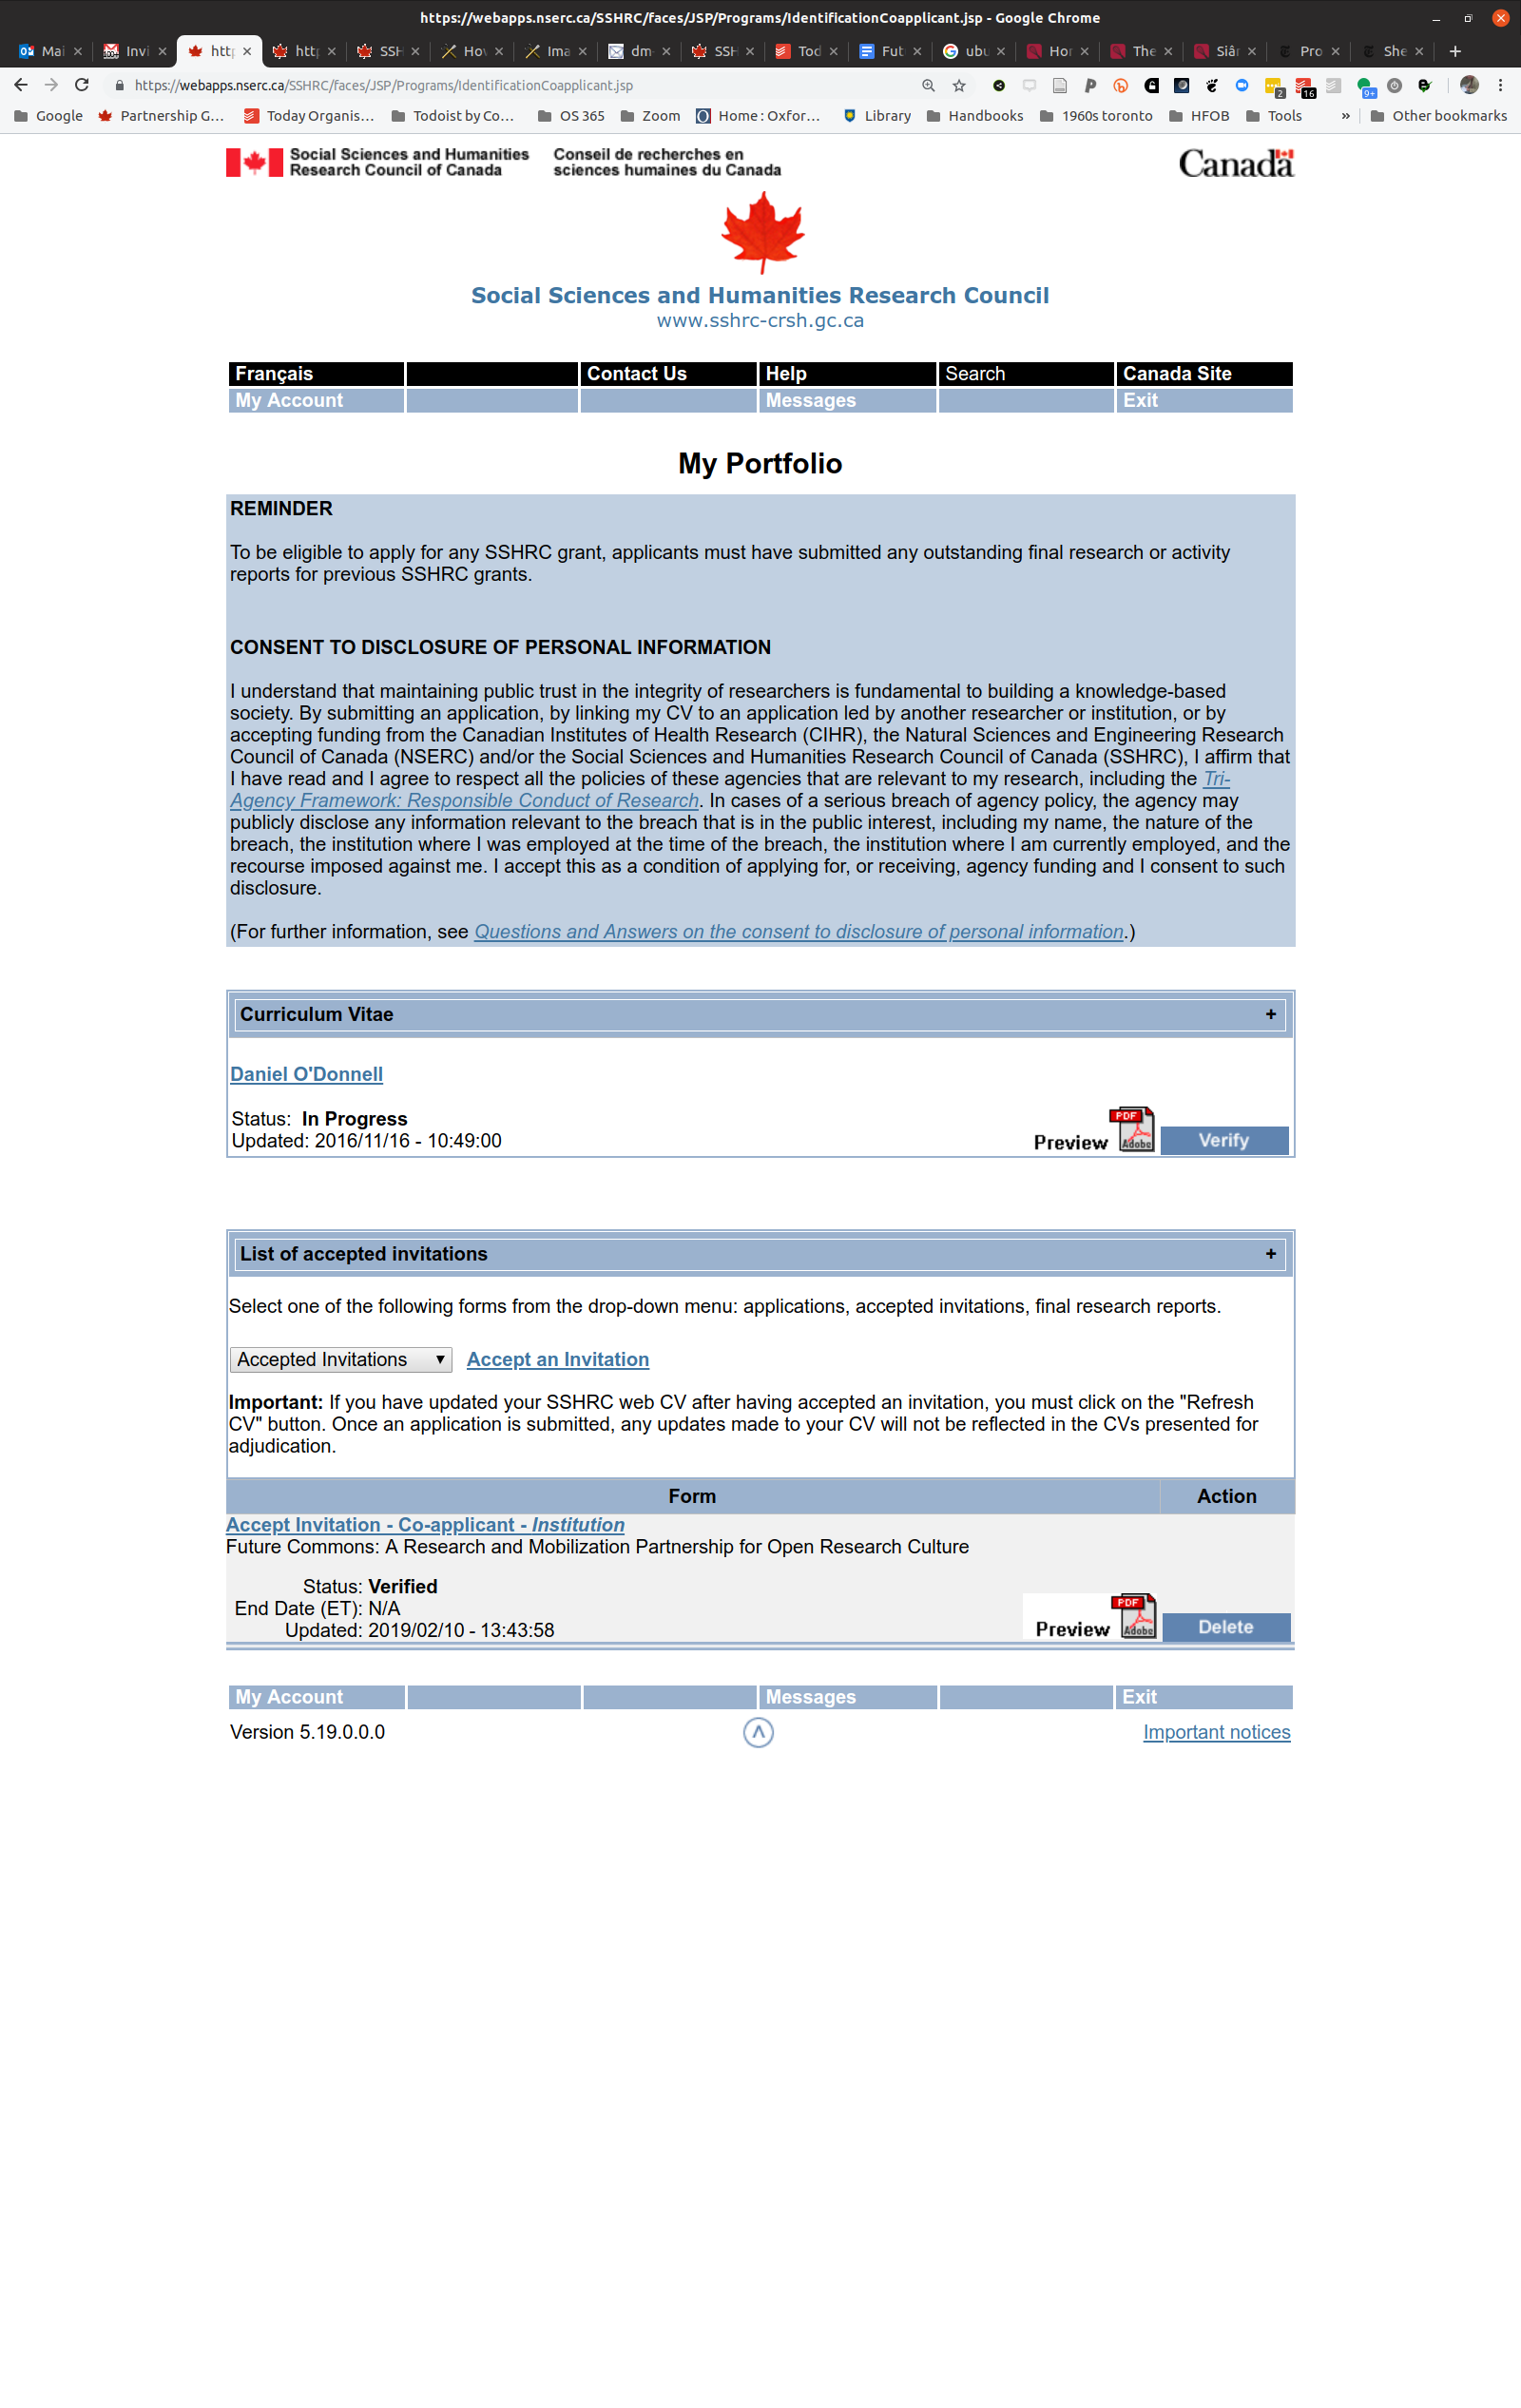 https://webapps.nserc.ca/SSHRC/faces/JSP/Programs/IdentificationCoapplicant.jsp - Google Chrome
Mai Invi http http SSH How Ima dm- SSH Tod Fut ubu Hor The Siân Pro She
https://webapps.nserc.ca/SSHRC/faces/JSP/Programs/IdentificationCoapplicant.jsp 2 16 9+
Google Partnership G... Today Organis... Todoist by Co... OS 365 Zoom Home : Oxfor... Library Handbooks 1960s toronto HFOB Tools » Other bookmarks
Social Sciences and Humanities Conseil de recherches en
Research Council of Canada sciences humaines du Canada
Canada
Social Sciences and Humanities Research Council
www.sshrc-crsh.gc.ca
Français Contact Us Help Search Canada Site
My Account Messages Exit
My Portfolio
REMINDER
To be eligible to apply for any SSHRC grant, applicants must have submitted any outstanding final research or activity
reports for previous SSHRC grants.
CONSENT TO DISCLOSURE OF PERSONAL INFORMATION
I understand that maintaining public trust in the integrity of researchers is fundamental to building a knowledge-based
society. By submitting an application, by linking my CV to an application led by another researcher or institution, or by
accepting funding from the Canadian Institutes of Health Research (CIHR), the Natural Sciences and Engineering Research
Council of Canada (NSERC) and/or the Social Sciences and Humanities Research Council of Canada (SSHRC), I affirm that
I have read and I agree to respect all the policies of these agencies that are relevant to my research, including the Tri-
Agency Framework: Responsible Conduct of Research. In cases of a serious breach of agency policy, the agency may
publicly disclose any information relevant to the breach that is in the public interest, including my name, the nature of the
breach, the institution where I was employed at the time of the breach, the institution where I am currently employed, and the
recourse imposed against me. I accept this as a condition of applying for, or receiving, agency funding and I consent to such
disclosure.
(For further information, see Questions and Answers on the consent to disclosure of personal information.)
Curriculum Vitae +
Daniel O'Donnell
Status: In Progress
Updated: 2016/11/16 - 10:49:00
Preview PDF Adobe Verify
List of accepted invitations +
Select one of the following forms from the drop-down menu: applications, accepted invitations, final research reports.
Accepted Invitations ▼ Accept an Invitation
Important: If you have updated your SSHRC web CV after having accepted an invitation, you must click on the "Refresh
CV" button. Once an application is submitted, any updates made to your CV will not be reflected in the CVs presented for
adjudication.
Form Action
Accept Invitation - Co-applicant - Institution
Future Commons: A Research and Mobilization Partnership for Open Research Culture
Status: Verified
End Date (ET): N/A
Updated: 2019/02/10 - 13:43:58
Preview PDF Adobe Delete
My Account Messages Exit
Version 5.19.0.0.0 Important notices